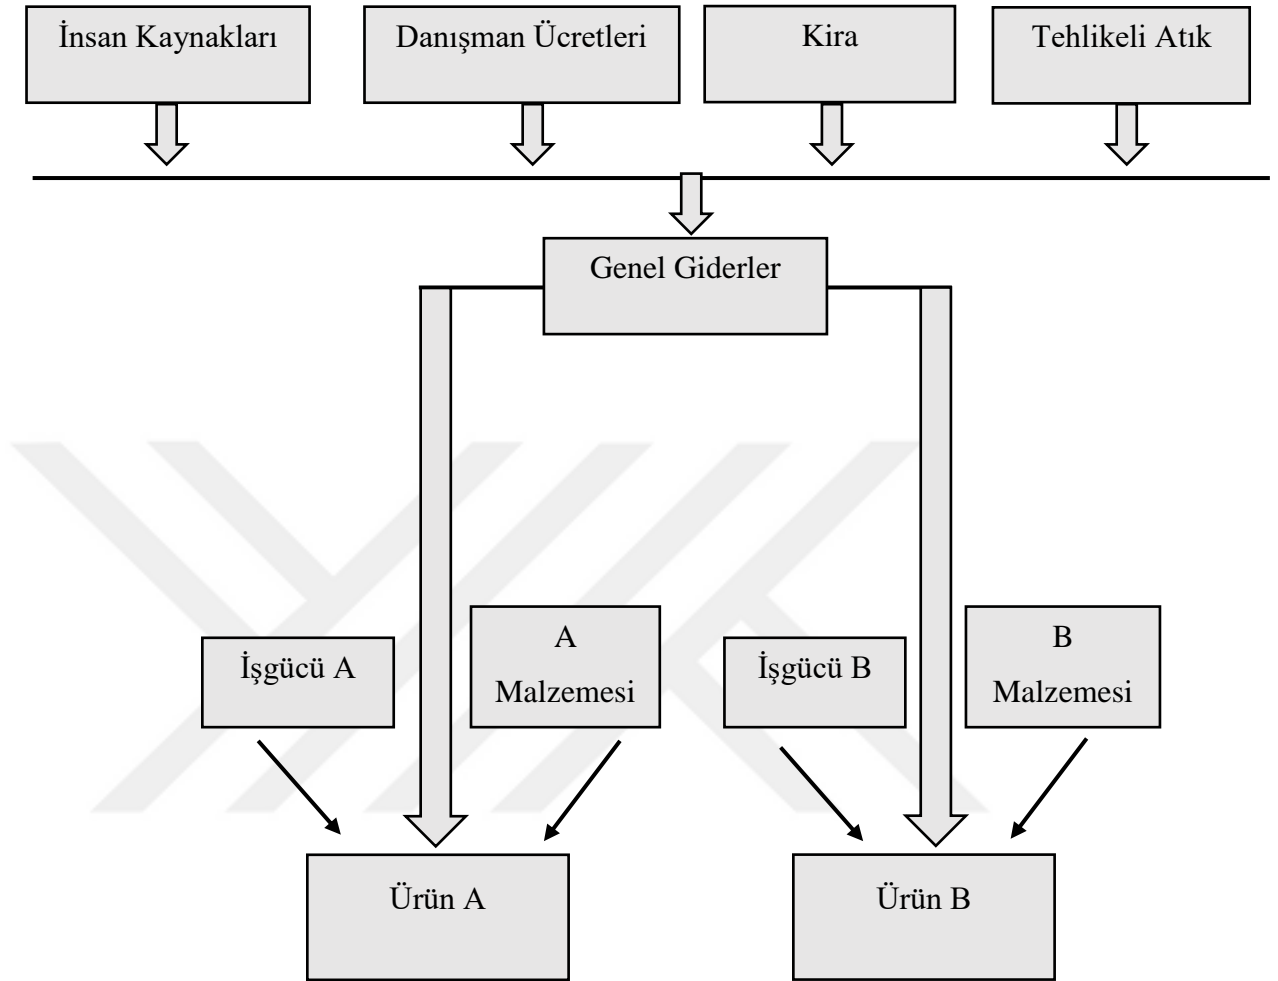 İnsan Kaynakları
Danışman Ücretleri
Kira
Tehlikeli Atık
Genel Giderler
İşgücü A
A
Malzemesi
İşgücü B
B
Malzemesi
Ürün A
Ürün B